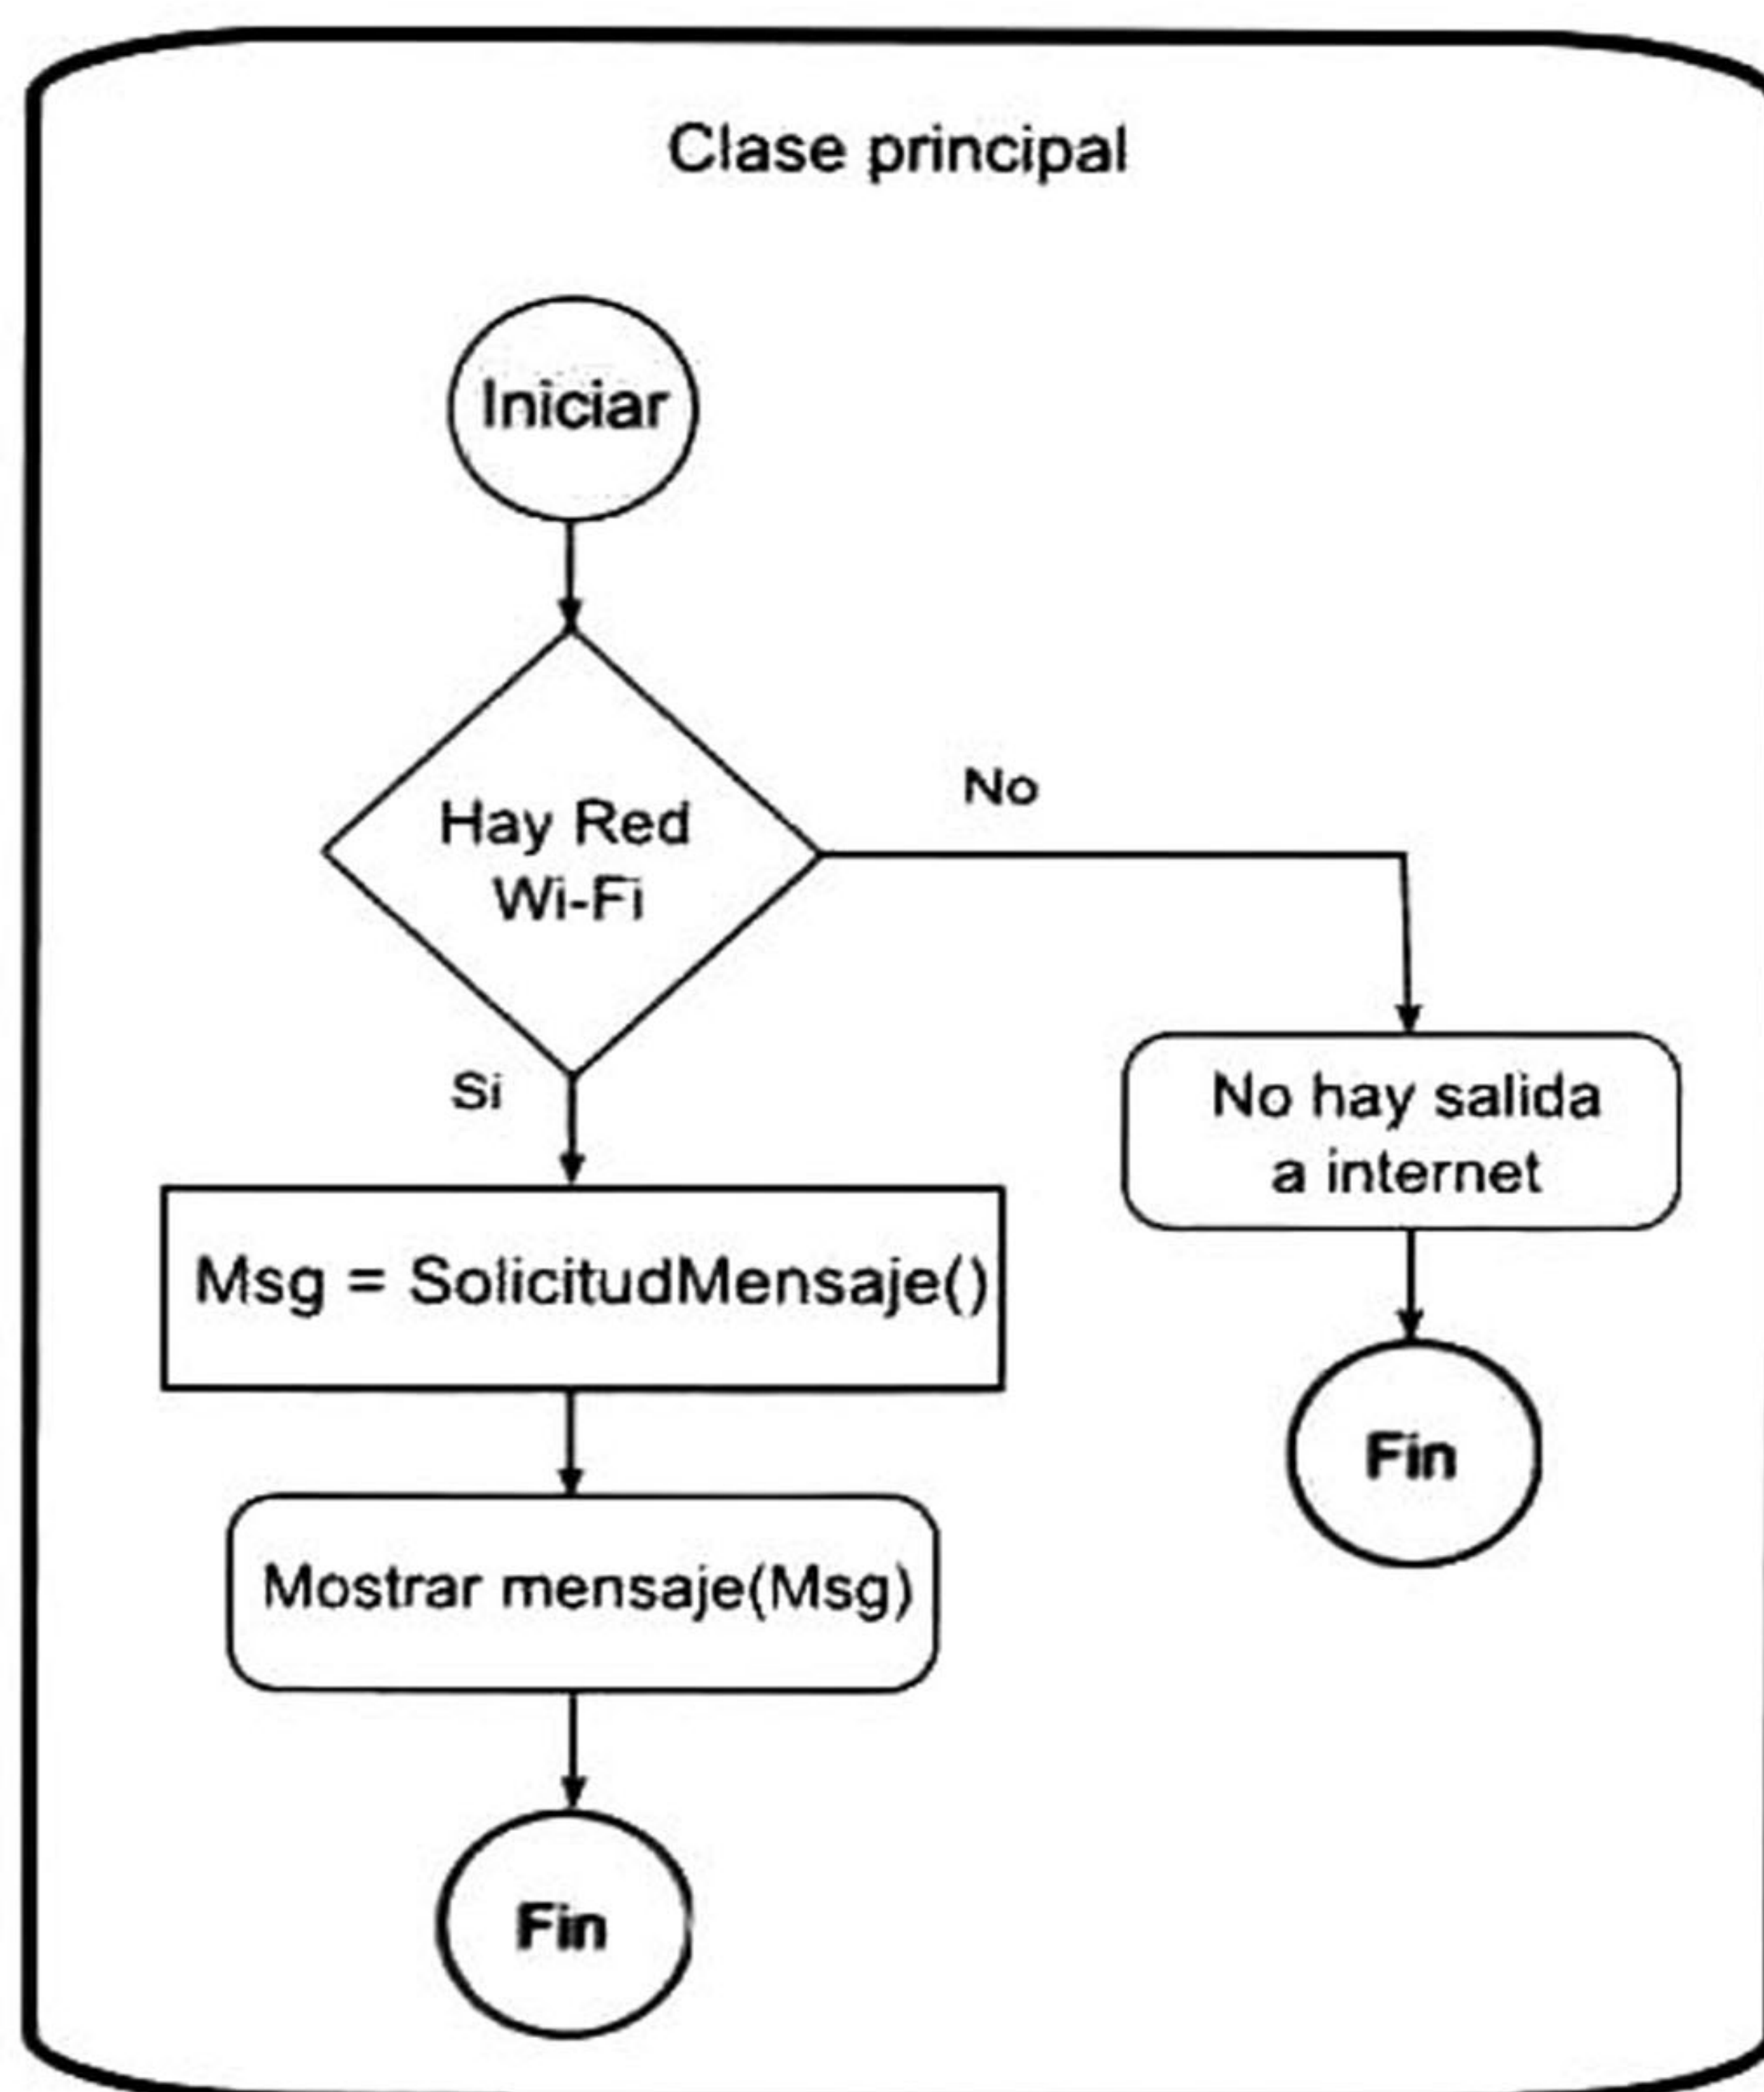 Clase principal
Iniciar
Hay Red
Wi-Fi
No
Si
No hay salida
a internet
Msg = SolicitudMensaje()
Fin
Mostrar mensaje(Msg)
Fin